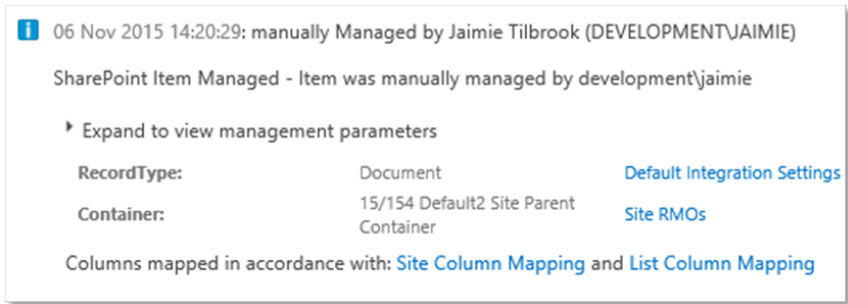 06 Nov 2015 14:20:29: manually Managed by Jaimie Tilbrook (DEVELOPMENT\JAIMIE)
SharePoint Item Managed - Item was manually managed by development\jaimie
Expand to view management parameters
RecordType: Document Default Integration Settings
Container: 15/154 Default2 Site Parent Site RMOs
Container
Columns mapped in accordance with: Site Column Mapping and List Column Mapping